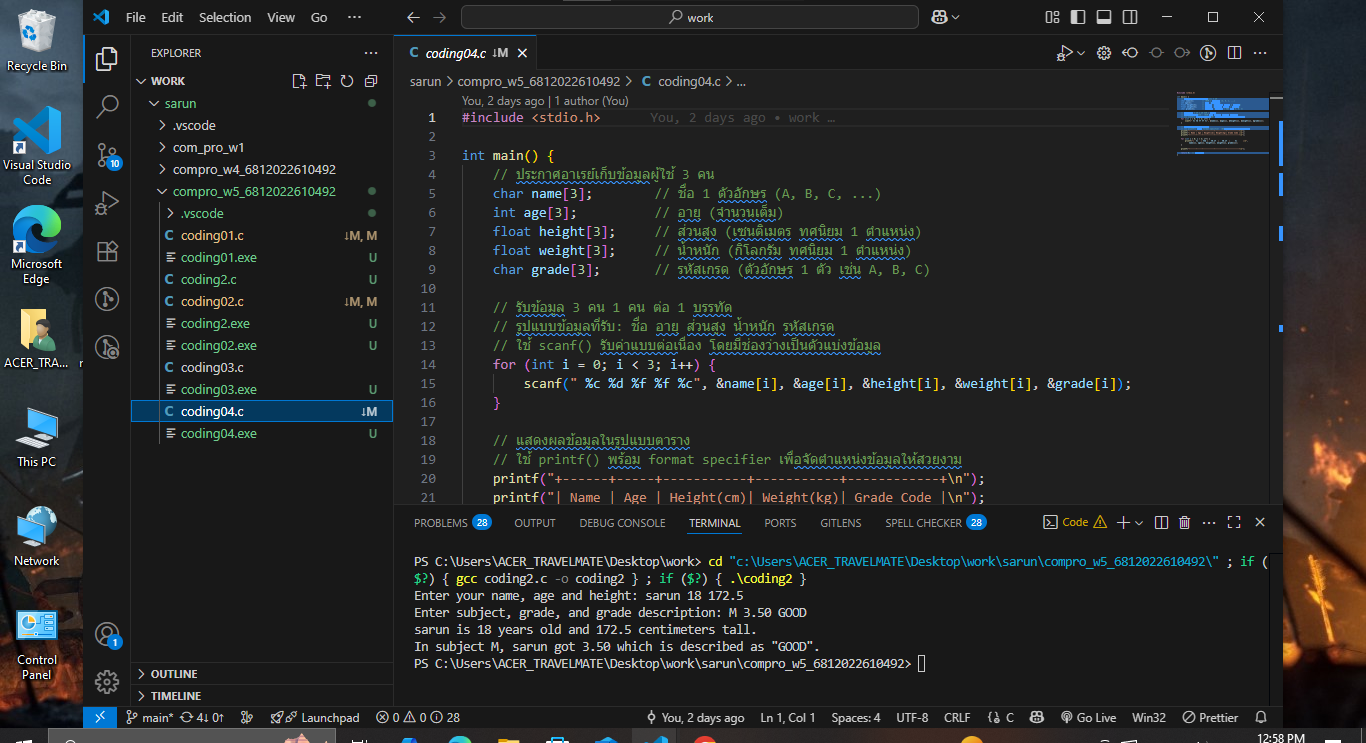 Recycle Bin
Visual Studio
Code
Microsoft
Edge
ACER_TRA...
This PC
Network
Control
Panel
File Edit Selection View Go ...
work
EXPLORER
WORK
sarun
.vscode
com_pro_w1
compro_w4_6812022610492
compro_w5_6812022610492
.vscode
coding01.c ↓M, M
coding01.exe U
coding2.c U
coding02.c ↓M, M
coding2.exe U
coding02.exe U
coding03.c
coding03.exe U
coding04.c ↓M
coding04.exe U
OUTLINE
TIMELINE
10
1
coding04.c ↓M
sarun > compro_w5_6812022610492 > C coding04.c > ...
You, 2 days ago | 1 author (You)
1 #include <stdio.h> You, 2 days ago • work …
2
3 int main() {
4 // ประกาศอาเรย์เก็บข้อมูลผู้ใช้ 3 คน
5 char name[3]; // ชื่อ 1 ตัวอักษร (A, B, C, ...)
6 int age[3]; // อายุ (จำนวนเต็ม)
7 float height[3]; // ส่วนสูง (เซนติเมตร ทศนิยม 1 ตำแหน่ง)
8 float weight[3]; // น้ำหนัก (กิโลกรัม ทศนิยม 1 ตำแหน่ง)
9 char grade[3]; // รหัสเกรด (ตัวอักษร 1 ตัว เช่น A, B, C)
10
11 // รับข้อมูล 3 คน 1 คน ต่อ 1 บรรทัด
12 // รูปแบบข้อมูลที่รับ: ชื่อ อายุ ส่วนสูง น้ำหนัก รหัสเกรด
13 // ใช้ scanf() รับค่าแบบต่อเนื่อง โดยมีช่องว่างเป็นตัวแบ่งข้อมูล
14 for (int i = 0; i < 3; i++) {
15 scanf(" %c %d %f %f %c", &name[i], &age[i], &height[i], &weight[i], &grade[i]);
16 }
17
18 // แสดงผลข้อมูลในรูปแบบตาราง
19 // ใช้ printf() พร้อม format specifier เพื่อจัดตำแหน่งข้อมูลให้สวยงาม
20 printf("+------+-----+-----------+-----------+------------+\n");
21 printf("| Name | Age | Height(cm)| Weight(kg)| Grade Code |\n");
PROBLEMS 28 OUTPUT DEBUG CONSOLE TERMINAL PORTS GITLENS SPELL CHECKER 28 Code
PS C:\Users\ACER_TRAVELMATE\Desktop\work> cd "c:\Users\ACER_TRAVELMATE\Desktop\work\sarun\compro_w5_6812022610492\" ; if (
$?) { gcc coding2.c -o coding2 } ; if ($?) { .\coding2 }
Enter your name, age and height: sarun 18 172.5
Enter subject, grade, and grade description: M 3.50 GOOD
sarun is 18 years old and 172.5 centimeters tall.
In subject M, sarun got 3.50 which is described as "GOOD".
PS C:\Users\ACER_TRAVELMATE\Desktop\work\sarun\compro_w5_6812022610492>
main* 4↓ 0↑ Launchpad 0 0 28 You, 2 days ago Ln 1, Col 1 Spaces: 4 UTF-8 CRLF {} C Go Live Win32 Prettier
12:58 PM